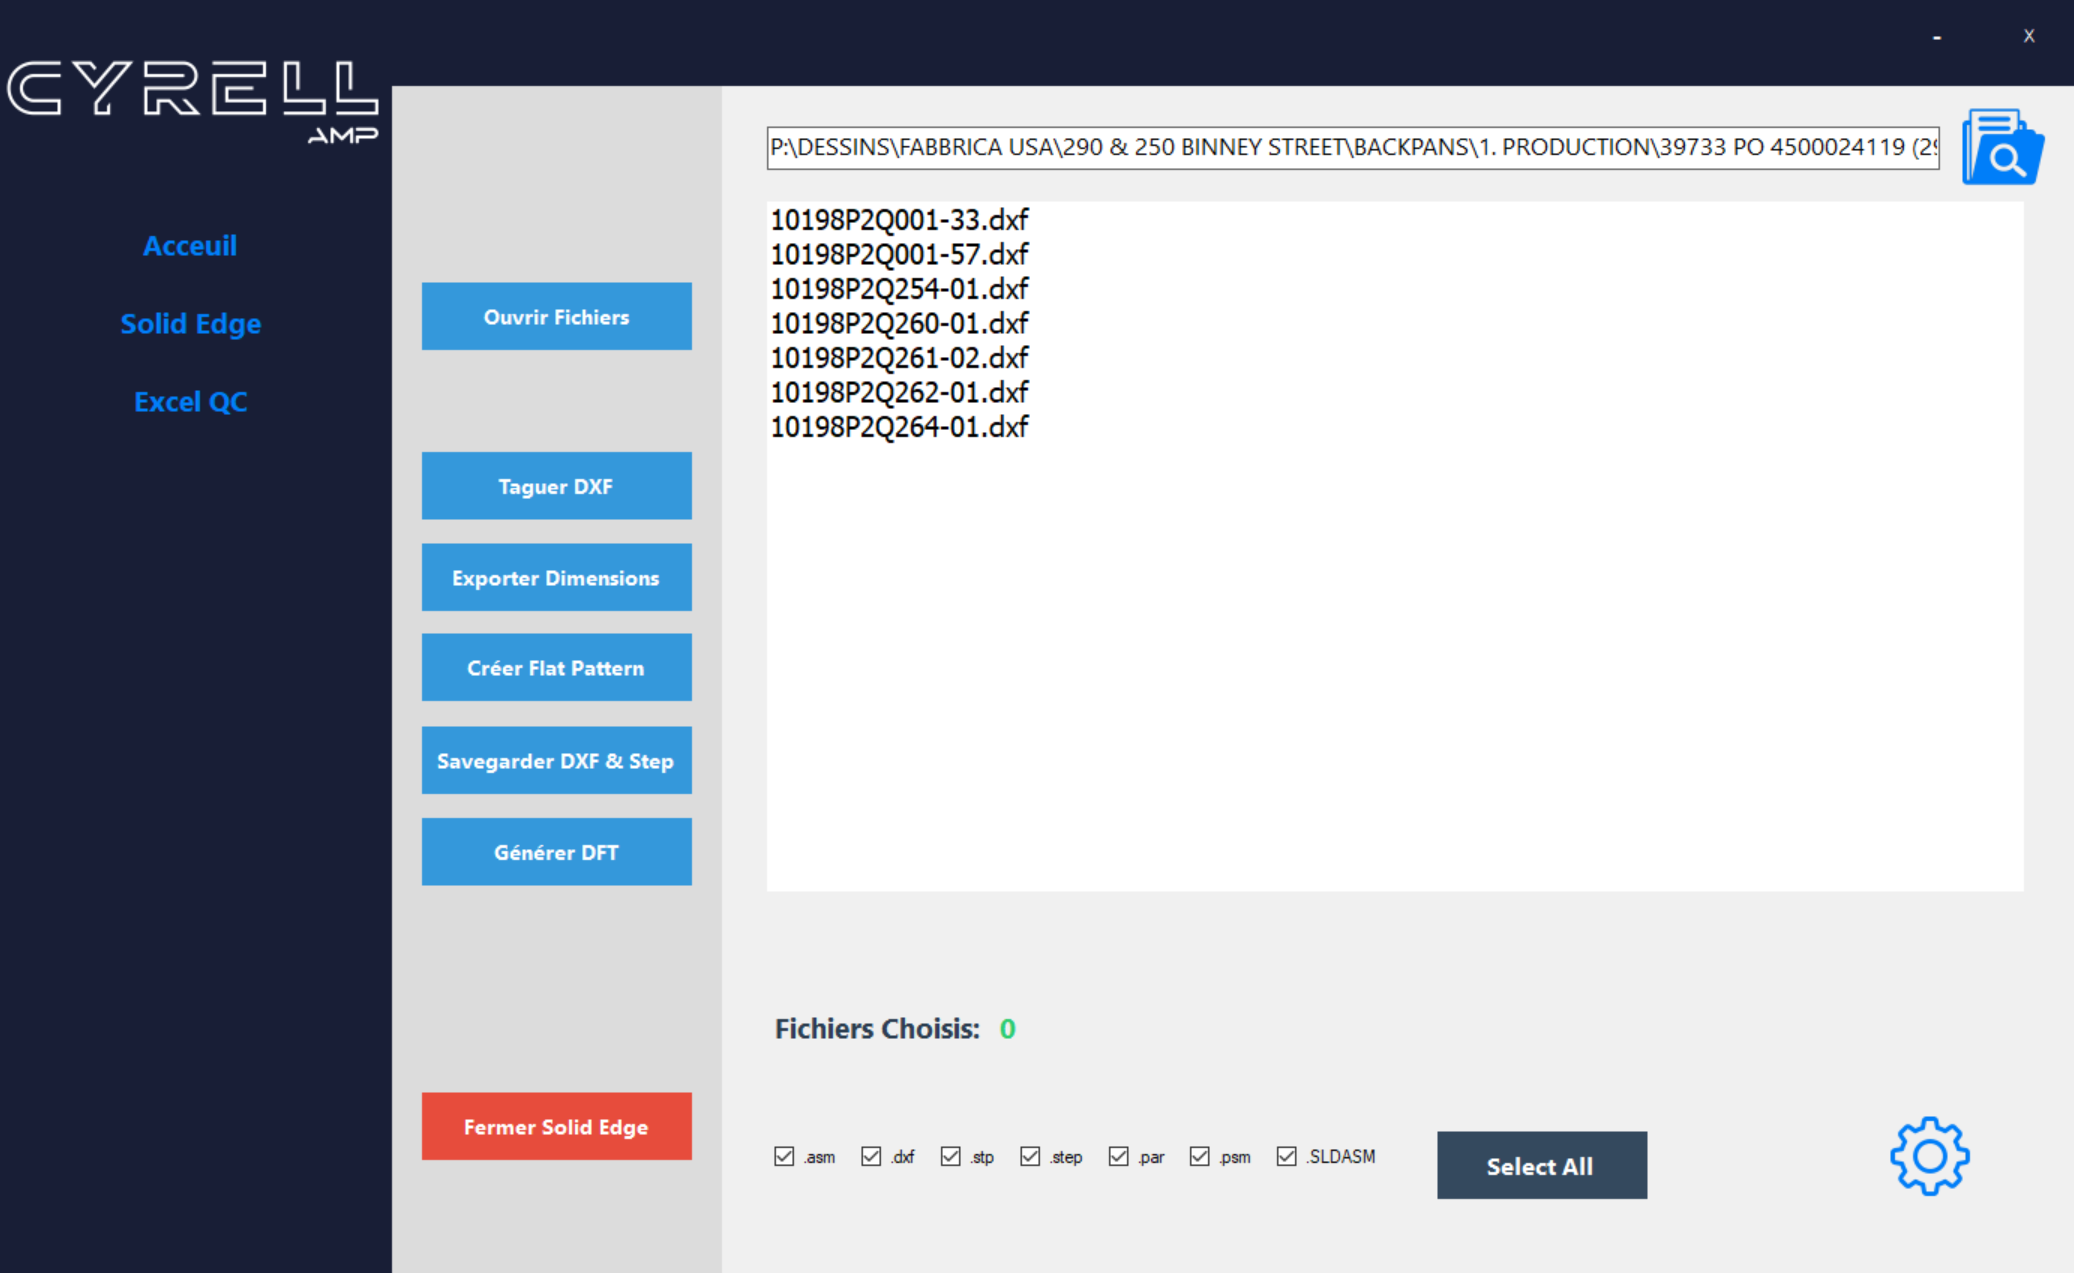 - X
CYRELL
AMP
Acceuil
Solid Edge
Excel QC
Ouvrir Fichiers
Taguer DXF
Exporter Dimensions
Créer Flat Pattern
Savegarder DXF & Step
Générer DFT
Fermer Solid Edge
P:\DESSINS\FABBRICA USA\290 & 250 BINNEY STREET\BACKPANS\1. PRODUCTION\39733 PO 4500024119 (29
10198P2Q001-33.dxf
10198P2Q001-57.dxf
10198P2Q254-01.dxf
10198P2Q260-01.dxf
10198P2Q261-02.dxf
10198P2Q262-01.dxf
10198P2Q264-01.dxf
Fichiers Choisis: 0
.asm .dxf .stp .step .par .psm .SLDASM
Select All